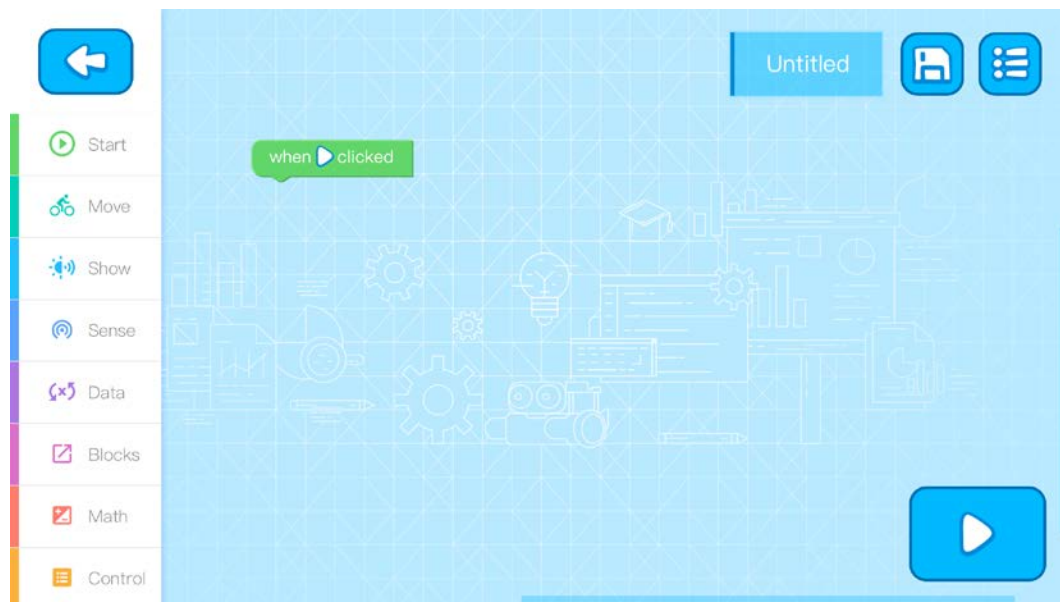 Untitled
Start
when clicked
Move
Show
Sense
Data
Blocks
Math
Control